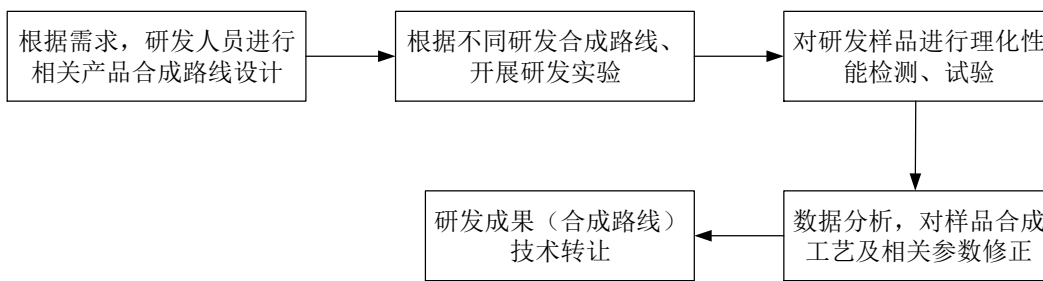 根据需求，研发人员进行
相关产品合成路线设计
根据不同研发合成路线、
开展研发实验
对研发样品进行理化性
能检测、试验
数据分析，对样品合成
工艺及相关参数修正
研发成果（合成路线）
技术转让